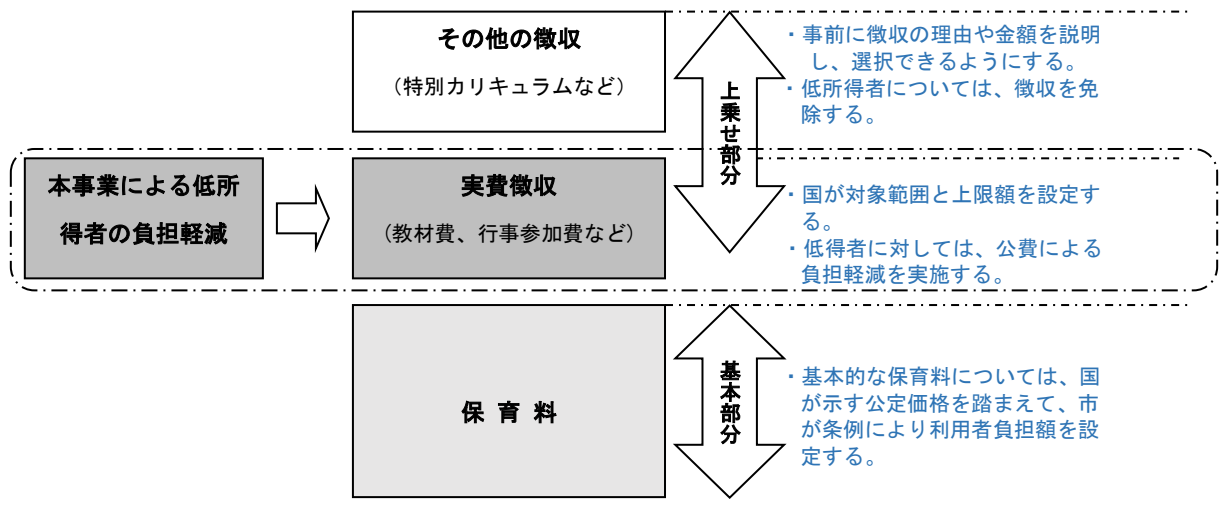 その他の徴収
（特別カリキュラムなど）
上乗せ部分
・事前に徴収の理由や金額を説明
し、選択できるようにする。
・低所得者については、徴収を免
除する。
本事業による低所
得者の負担軽減
実費徴収
（教材費、行事参加費など）
・国が対象範囲と上限額を設定す
る。
・低得者に対しては、公費による
負担軽減を実施する。
保 育 料
基本部分
・基本的な保育料については、国
が示す公定価格を踏まえて、市
が条例により利用者負担額を設
定する。